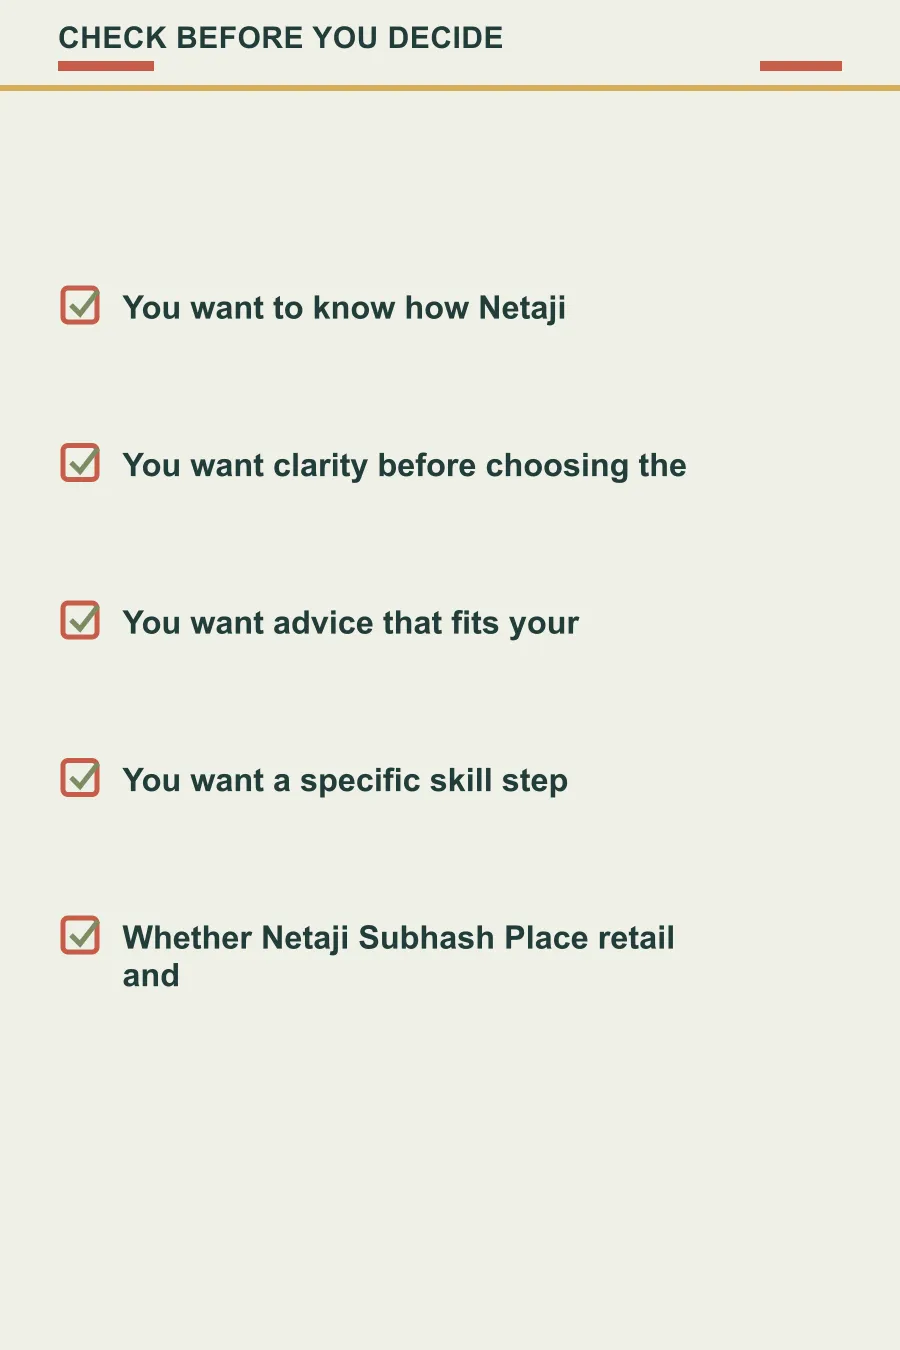 CHECK BEFORE YOU DECIDE
You want to know how Netaji
You want clarity before choosing the
You want advice that fits your
You want a specific skill step
Whether Netaji Subhash Place retail
and